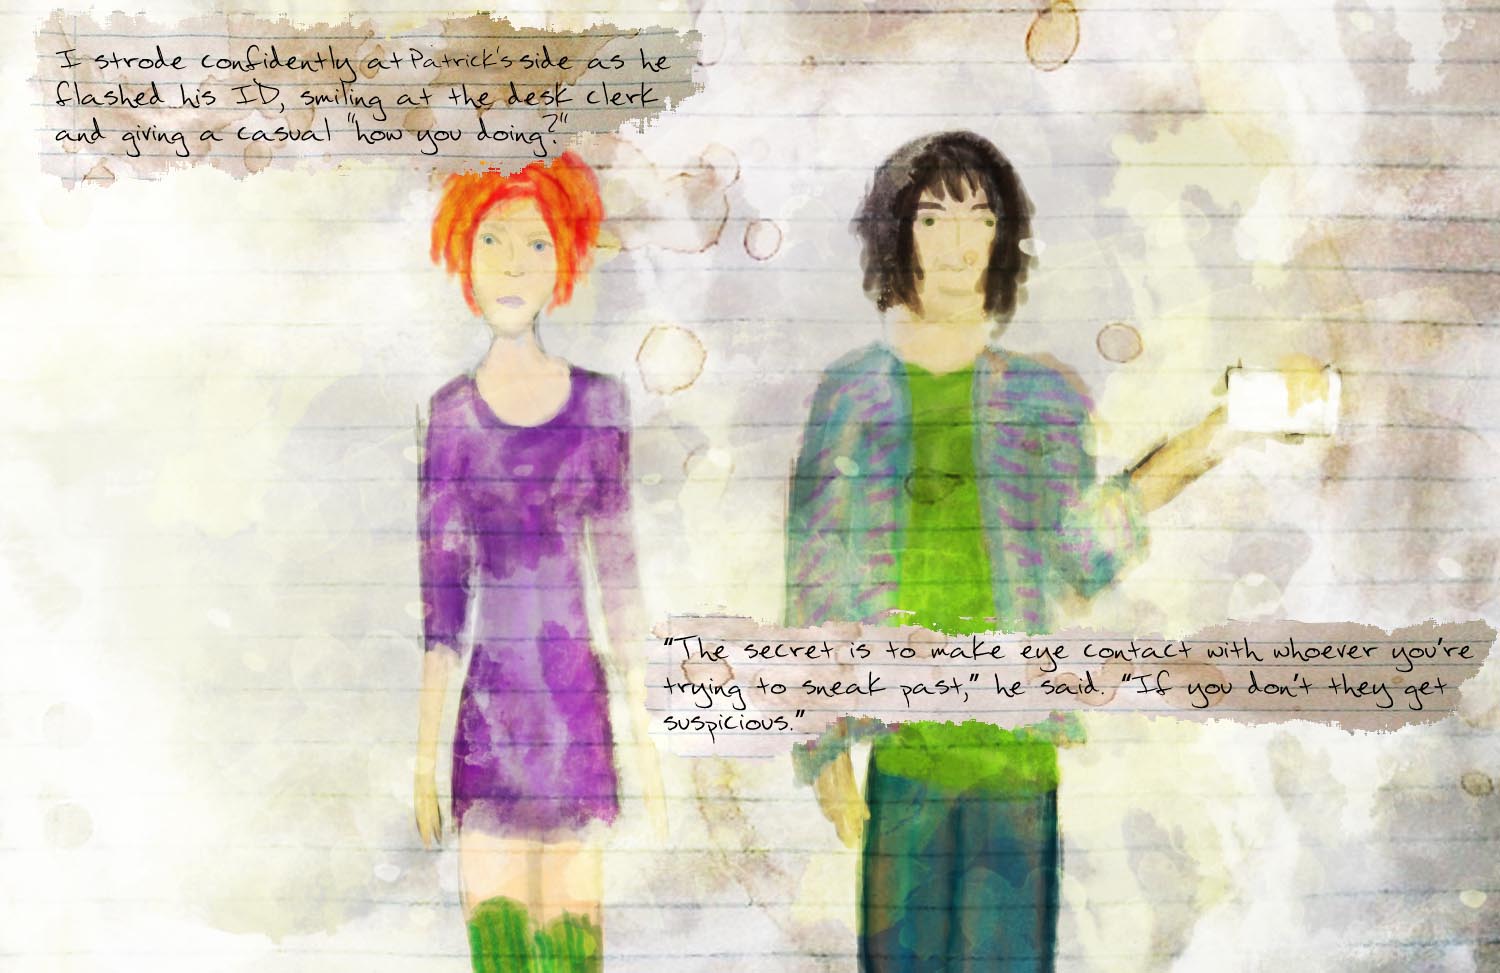 I strode confidently at Patrick's side as he
flashed his ID, smiling at the desk clerk
and giving a casual "how you doing?"
"The secret is to make eye contact with whoever you're
trying to sneak past," he said. "If you don't they get
suspicious."